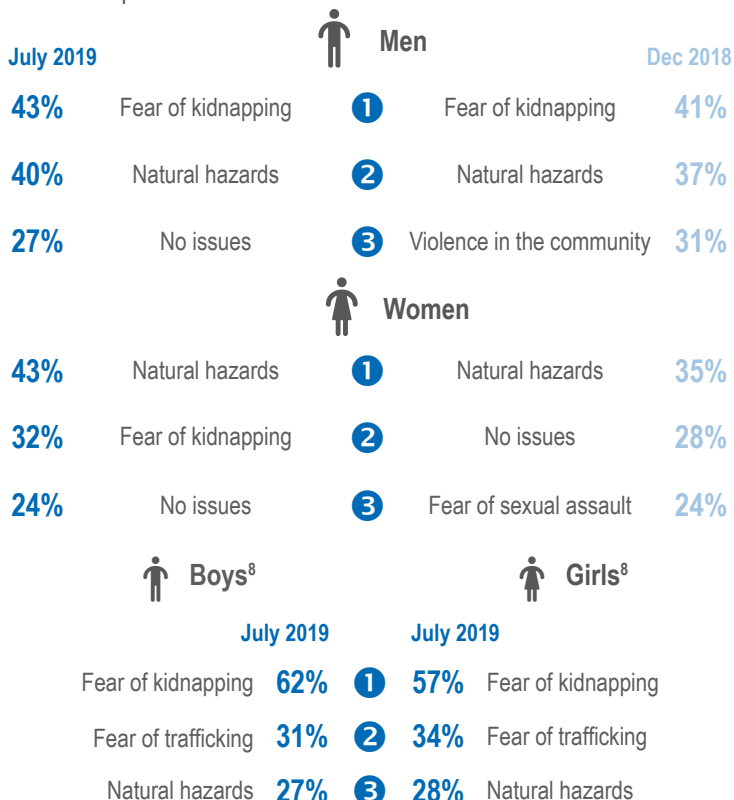 Men
July 2019 Dec 2018
43% Fear of kidnapping 1 Fear of kidnapping 41%
40% Natural hazards 2 Natural hazards 37%
27% No issues 3 Violence in the community 31%
Women
43% Natural hazards 1 Natural hazards 35%
32% Fear of kidnapping 2 No issues 28%
24% No issues 3 Fear of sexual assault 24%
Boys⁸ Girls⁸
July 2019 July 2019
Fear of kidnapping 62% 1 57% Fear of kidnapping
Fear of trafficking 31% 2 34% Fear of trafficking
Natural hazards 27% 3 28% Natural hazards